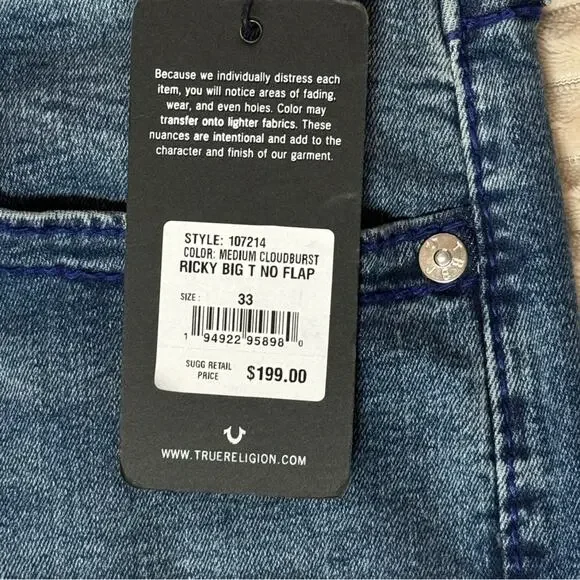 Because we individually distress each
item, you will notice areas of fading,
wear, and even holes. Color may
transfer onto lighter fabrics. These
nuances are intentional and add to the
character and finish of our garment.
STYLE: 107214
COLOR: MEDIUM CLOUDBURST
RICKY BIG T NO FLAP
SIZE: 33
1 94922 95898 0
SUGG RETAIL
PRICE $199.00
WWW.TRUERELIGION.COM